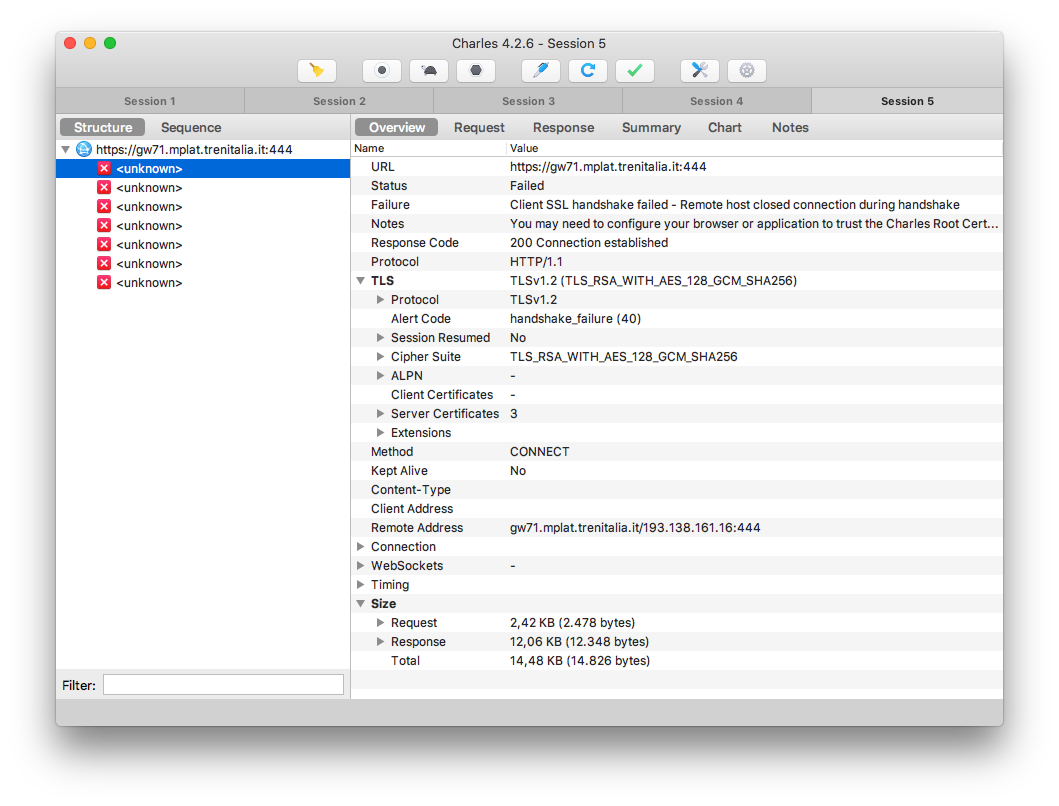 Charles 4.2.6 - Session 5
Session 1 Session 2 Session 3 Session 4 Session 5
Structure Sequence
https://gw71.mplat.trenitalia.it:444
<unknown>
<unknown>
<unknown>
<unknown>
<unknown>
<unknown>
<unknown>
Filter:
Overview Request Response Summary Chart Notes
Name Value
URL https://gw71.mplat.trenitalia.it:444
Status Failed
Failure Client SSL handshake failed - Remote host closed connection during handshake
Notes You may need to configure your browser or application to trust the Charles Root Cert...
Response Code 200 Connection established
Protocol HTTP/1.1
TLS TLSv1.2 (TLS_RSA_WITH_AES_128_GCM_SHA256)
Protocol TLSv1.2
Alert Code handshake_failure (40)
Session Resumed No
Cipher Suite TLS_RSA_WITH_AES_128_GCM_SHA256
ALPN -
Client Certificates -
Server Certificates 3
Extensions
Method CONNECT
Kept Alive No
Content-Type
Client Address
Remote Address gw71.mplat.trenitalia.it/193.138.161.16:444
Connection
WebSockets -
Timing
Size
Request 2,42 KB (2.478 bytes)
Response 12,06 KB (12.348 bytes)
Total 14,48 KB (14.826 bytes)